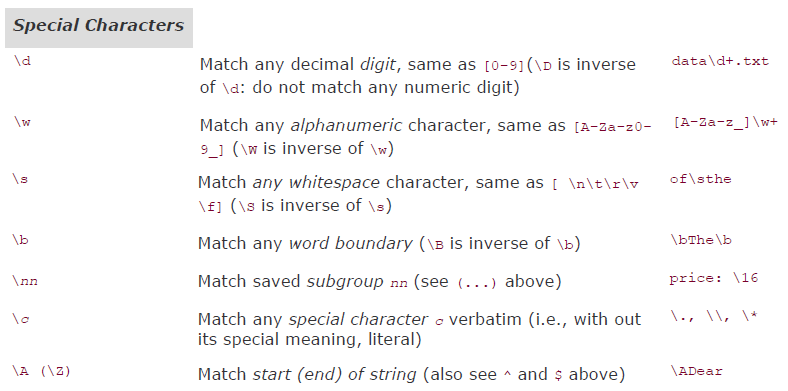 Special Characters
\d Match any decimal digit, same as [0-9](\D is inverse data\d+.txt
of \d: do not match any numeric digit)
\w Match any alphanumeric character, same as [A-Za-z0- [A-Za-z_]\w+
9_] (\W is inverse of \w)
\s Match any whitespace character, same as [ \n\t\r\v of\sthe
\f] (\S is inverse of \s)
\b Match any word boundary (\B is inverse of \b) \bThe\b
\nn Match saved subgroup nn (see (...) above) price: \16
\c Match any special character c verbatim (i.e., with out \., \\, \*
its special meaning, literal)
\A (\Z) Match start (end) of string (also see ^ and $ above) \ADear